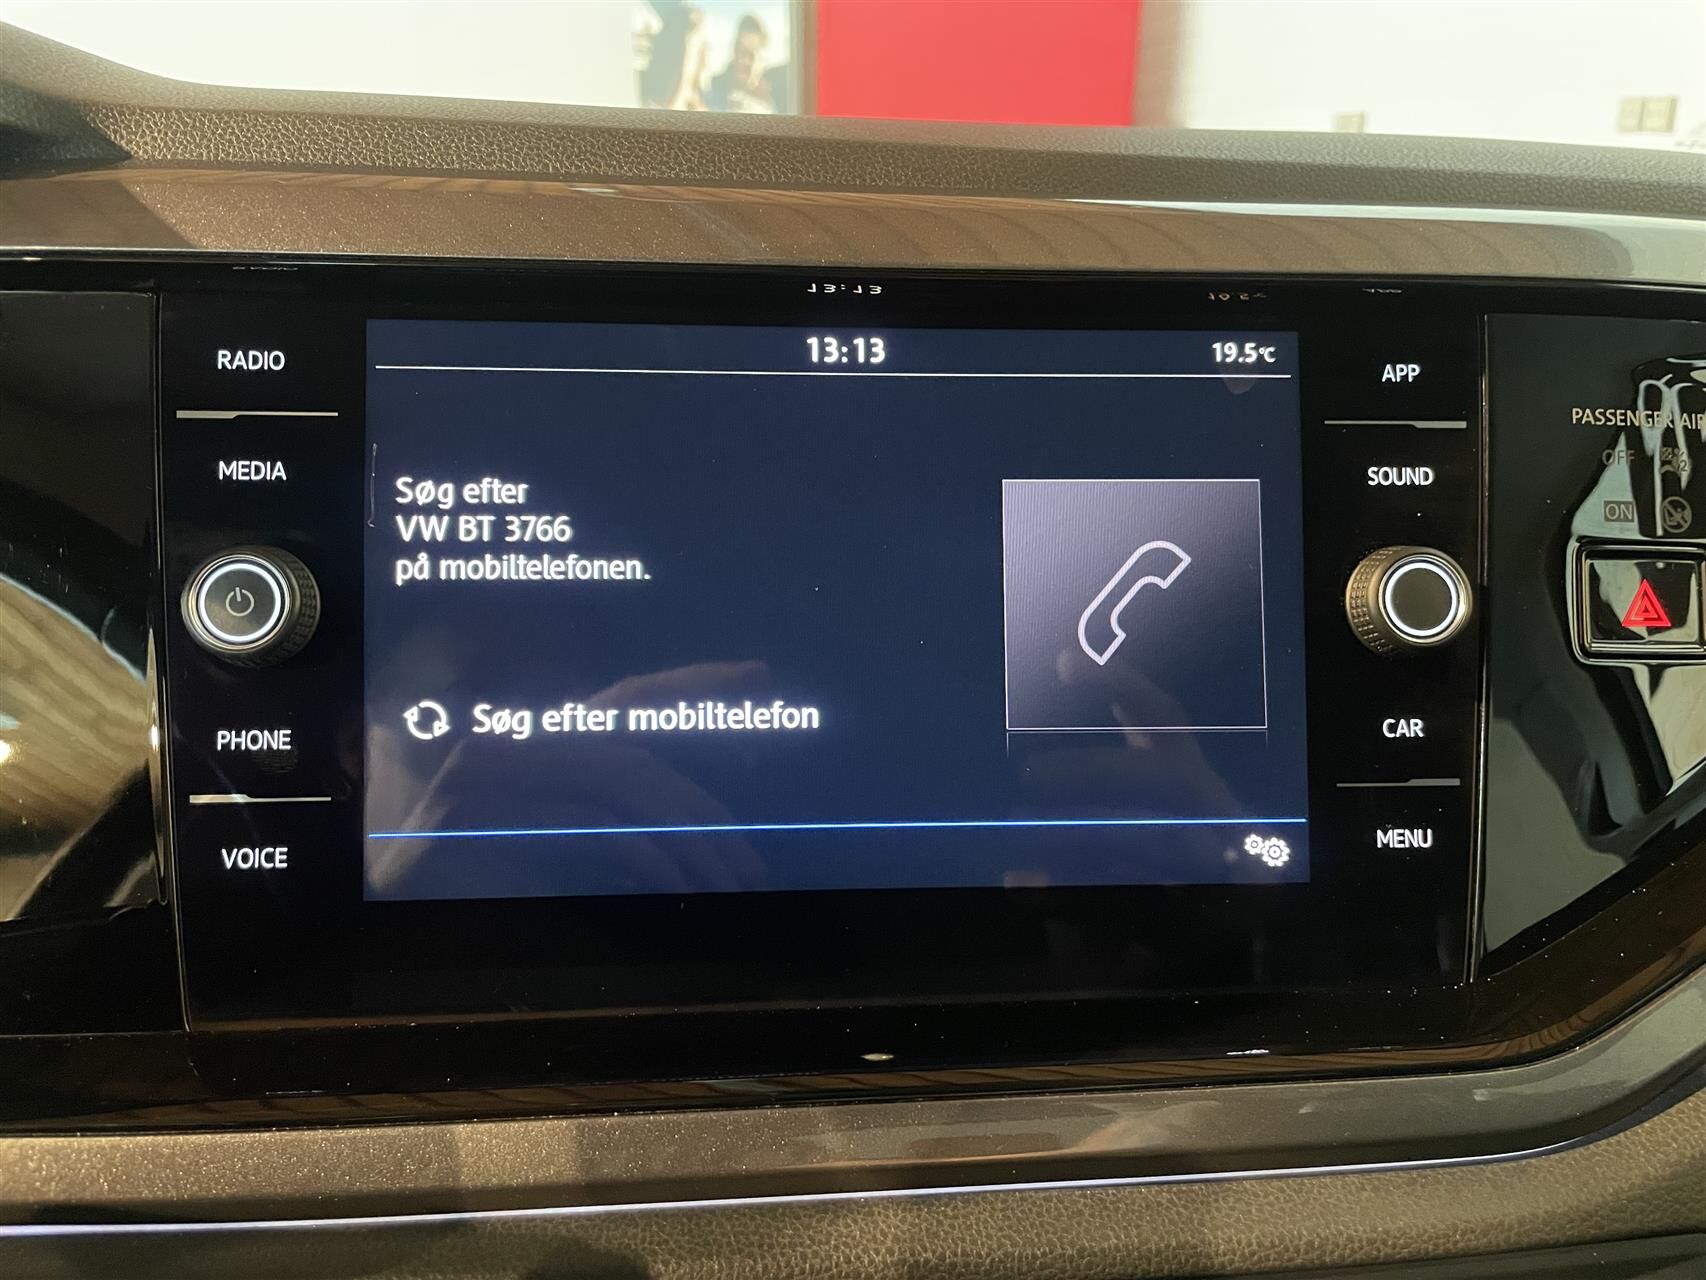 13:13
19.5°C
RADIO
MEDIA
PHONE
VOICE
Søg efter
VW BT 3766
på mobiltelefonen.
Søg efter mobiltelefon
APP
SOUND
CAR
MENU
PASSENGER AIR
OFF
ON